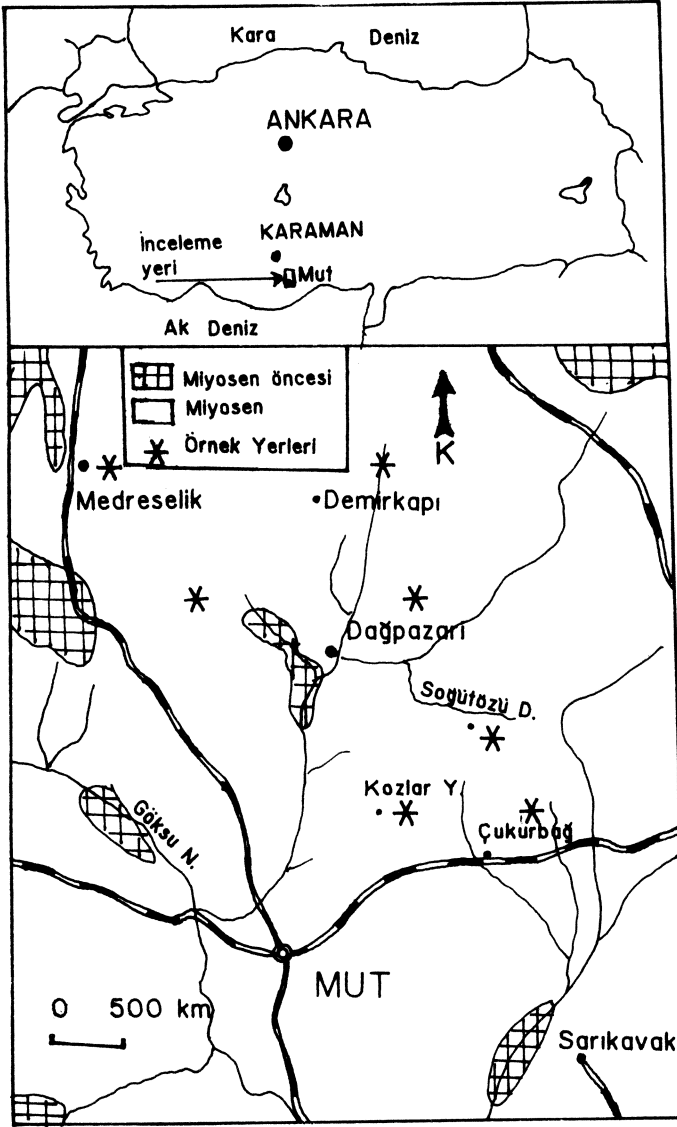 Kara Deniz
ANKARA
KARAMAN
İnceleme
yeri
Mut
Ak Deniz
Miyosen öncesi
Miyosen
Örnek Yerleri
K
Medreselik
Demirkapı
Dağpazarı
Soğütözü D.
Kozlar Y.
Göksu N.
Çukurbağ
MUT
0 500 km
Sarıkavak